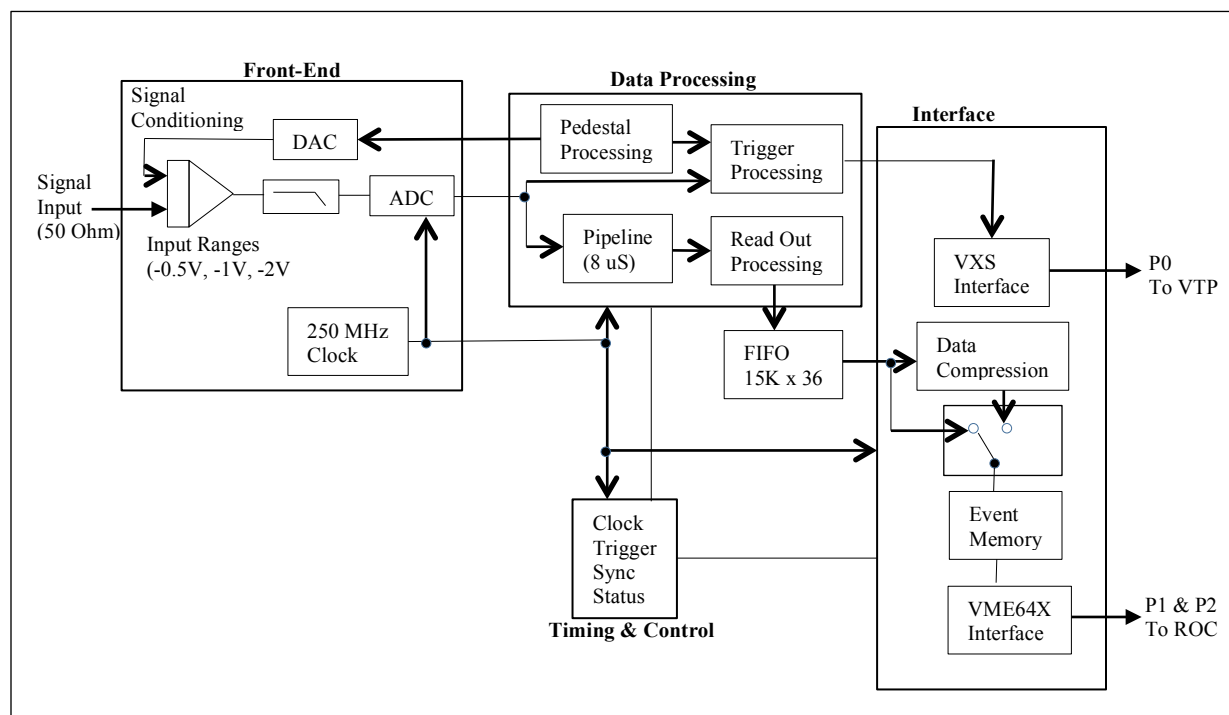 Front-End
Signal
Conditioning
DAC
Signal
Input
(50 Ohm)
ADC
Input Ranges
(-0.5V, -1V, -2V
250 MHz
Clock
Data Processing
Pedestal
Processing
Trigger
Processing
Pipeline
(8 uS)
Read Out
Processing
FIFO
15K x 36
Clock
Trigger
Sync
Status
Timing & Control
Interface
VXS
Interface
P0
To VTP
Data
Compression
Event
Memory
VME64X
Interface
P1 & P2
To ROC